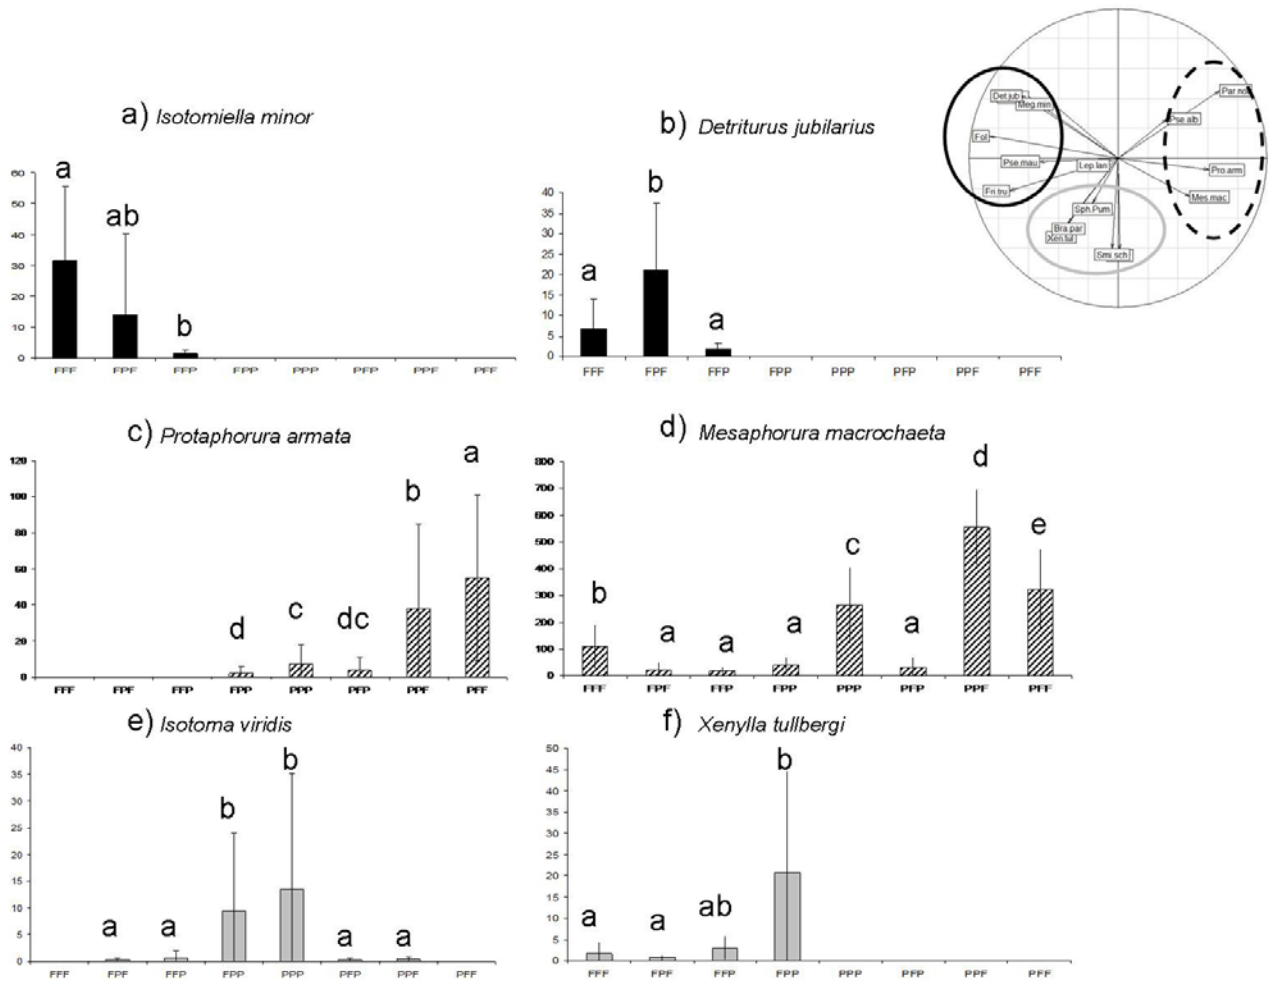 Det.jub
Meg.min
Par.not
Pse.alb
Fol
Pse.mau
Lep.lan
Pro.arm
Fri.tru
Mes.mac
Sph.Pum
Bra.par
Xen.tul
Smi.sch
a) Isotomiella minor
60
50
40
30
20
10
0
a
ab
b
FFF FPF FFP FPP PPP PFP PPF PFF
b) Detriturus jubilarius
40
35
30
25
20
15
10
5
0
a
b
a
FFF FPF FFP FPP PPP PFP PPF PFF
c) Protaphorura armata
120
100
80
60
40
20
0
d
c
dc
b
a
FFF FPF FFP FPP PPP PFP PPF PFF
d) Mesaphorura macrochaeta
800
700
600
500
400
300
200
100
0
b
a
a
a
c
a
d
e
FFF FPF FFP FPP PPP PFP PPF PFF
e) Isotoma viridis
40
35
30
25
20
15
10
5
0
a
a
b
b
a
a
FFF FPF FFP FPP PPP PFP PPF PFF
f) Xenylla tullbergi
50
45
40
35
30
25
20
15
10
5
0
a
a
ab
b
FFF FPF FFP FPP PPP PFP PPF PFF